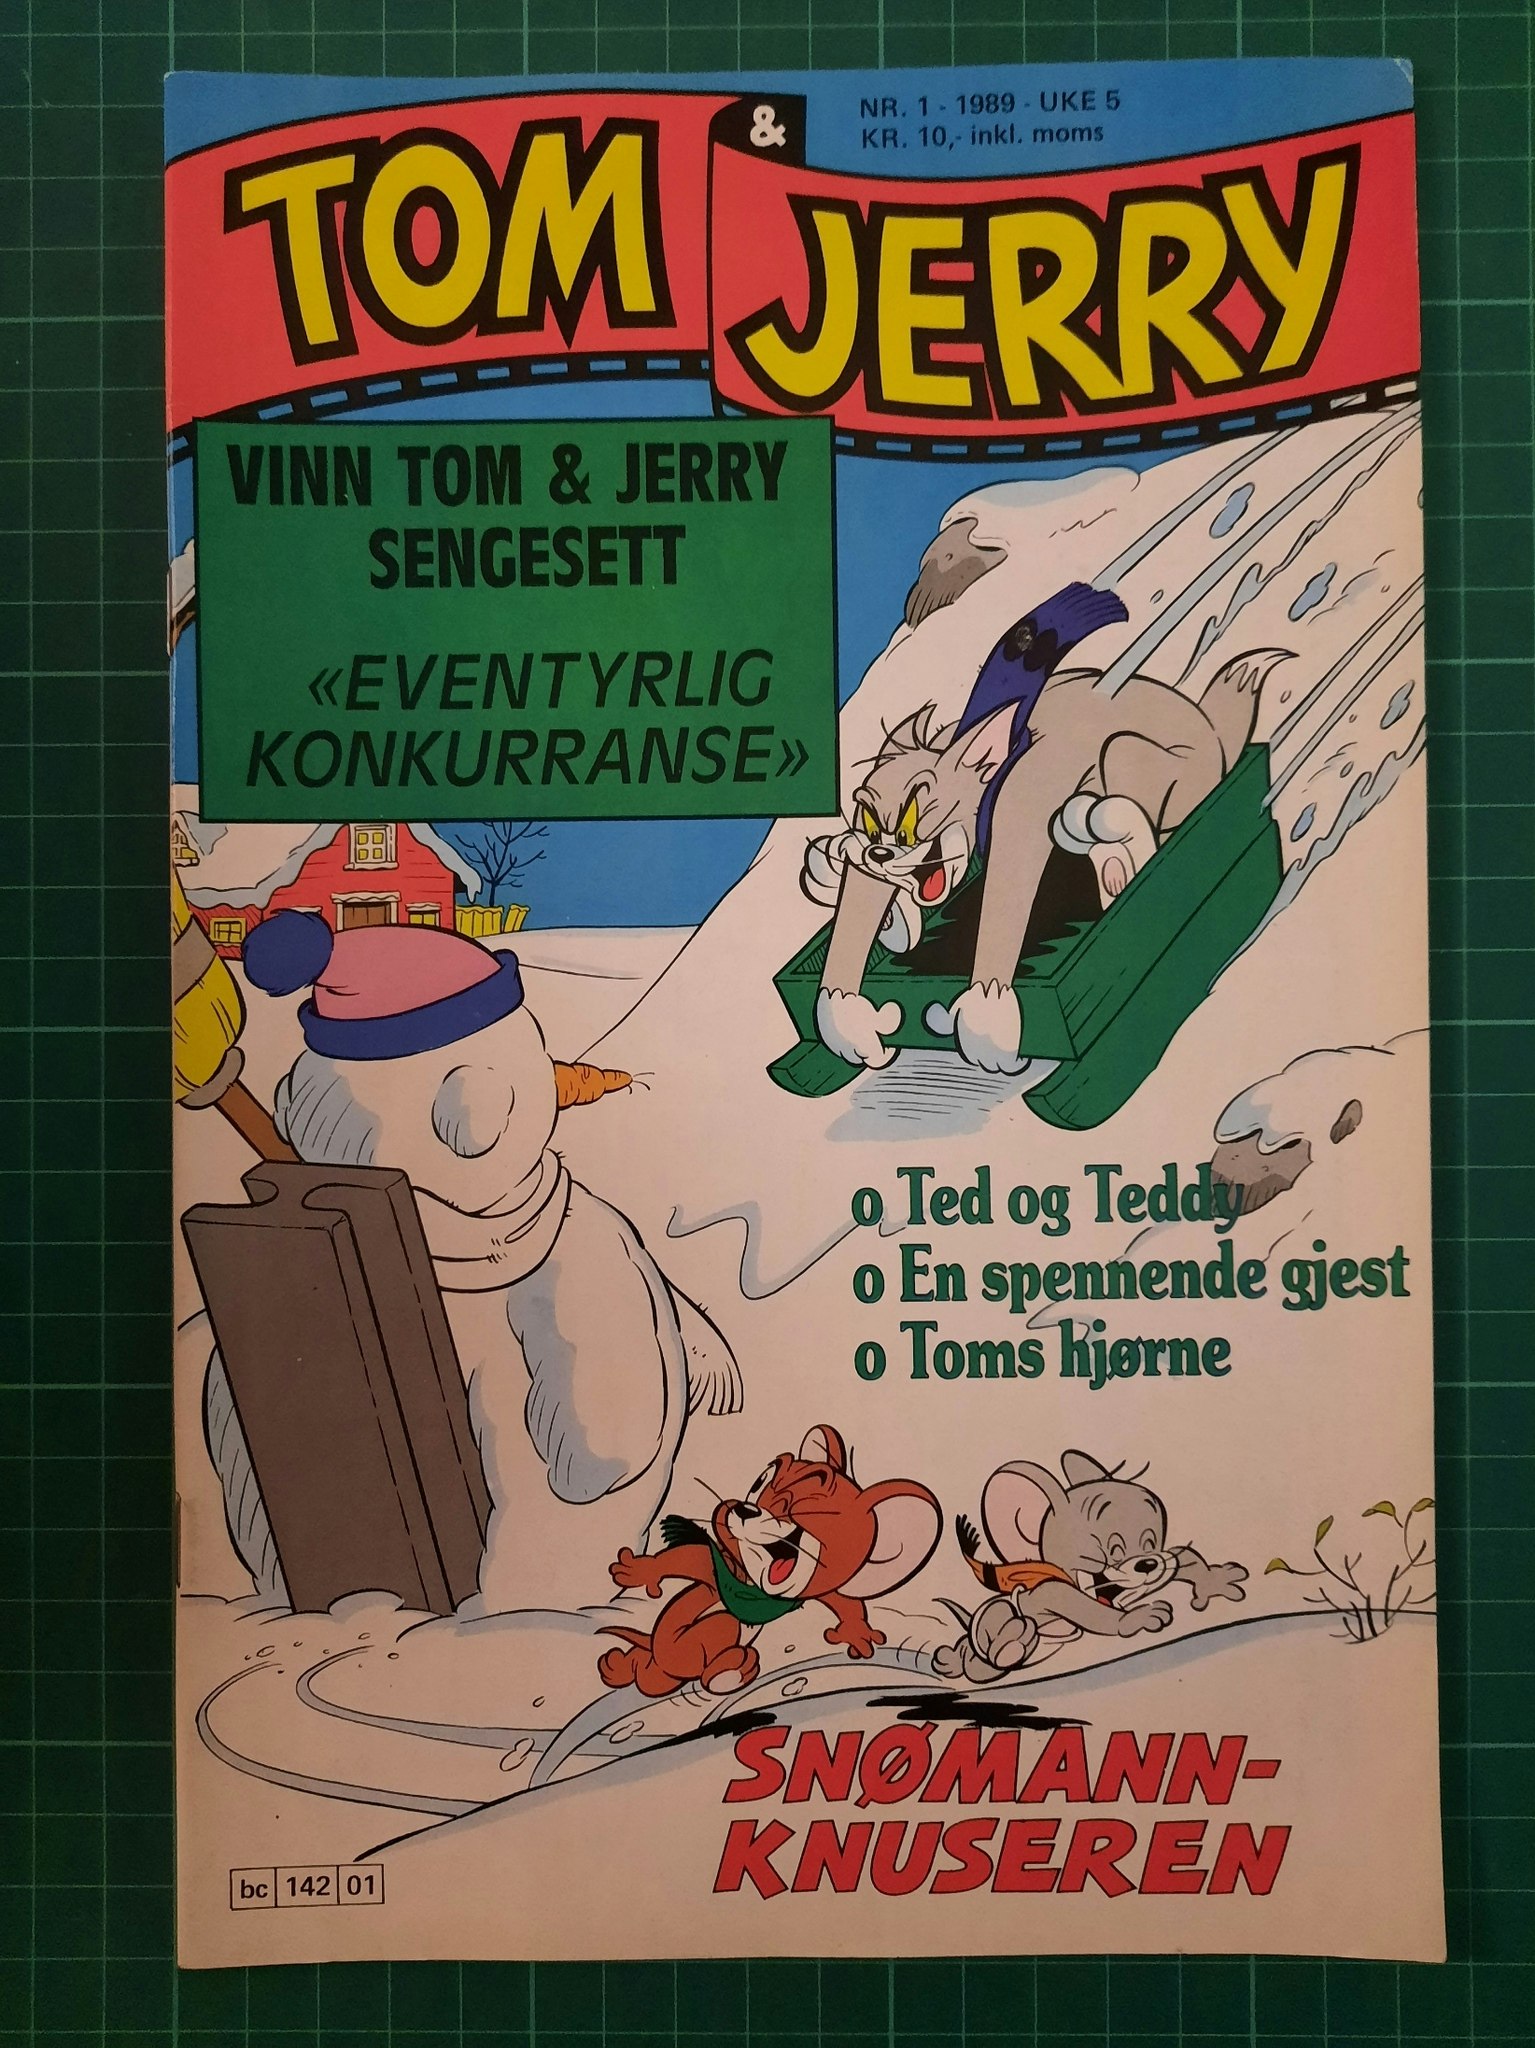 TOM & JERRY
NR. 1 - 1989 - UKE 5
KR. 10,- inkl. moms
VINN TOM & JERRY
SENGESETT
«EVENTYRLIG
KONKURRANSE»
o Ted og Teddy
o En spennende gjest
o Toms hjørne
SNØMANN-
KNUSEREN
bc 142 01